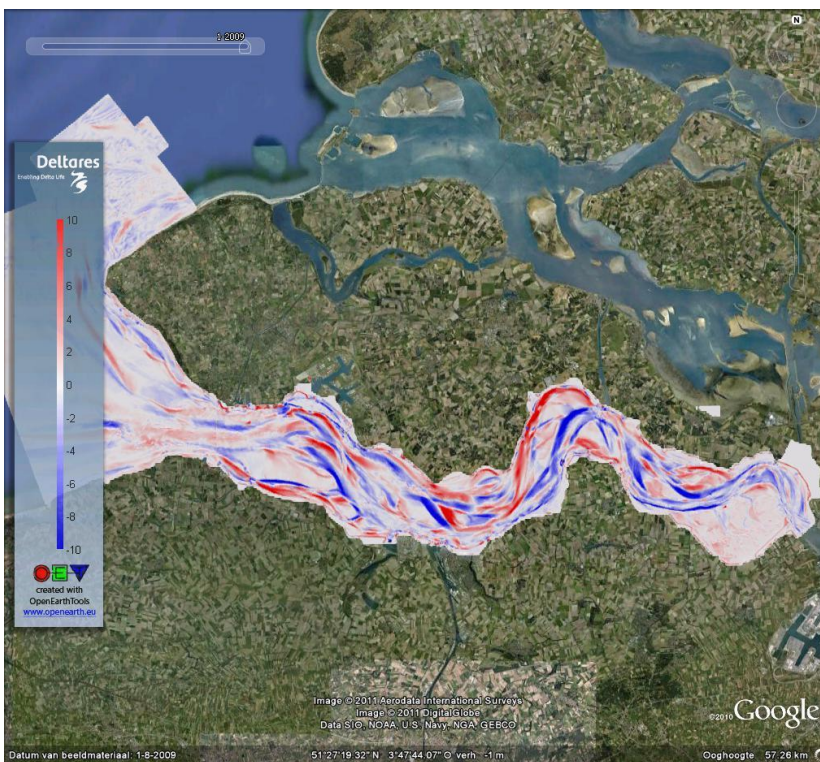 1-2009
N
Deltares
Enabling Delta Life
10
8
6
4
2
0
-2
-4
-6
-8
-10
created with
OpenEarthTools
www.openearth.eu
Image © 2011 Aerodata International Surveys
Image © 2011 DigitalGlobe
Data SIO, NOAA, U.S. Navy, NGA, GEBCO
©2010 Google
Datum van beeldmateriaal: 1-8-2009 51°27'19.32" N 3°47'44.07" O verh -1 m Ooghoogte 57.26 km